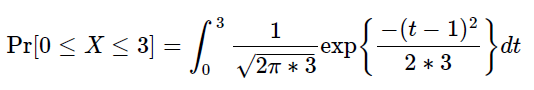 Pr[0 ≤ X ≤ 3] = ∫₀³ 1/√(2π ∗ 3) exp{−(t − 1)²/(2 ∗ 3)} dt